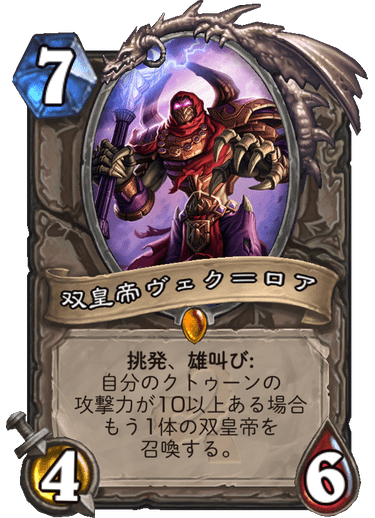 7
双皇帝ヴェク＝ロア
挑発、雄叫び:
自分のクトゥーンの
攻撃力が10以上ある場合
もう1体の双皇帝を
召喚する。
4
6